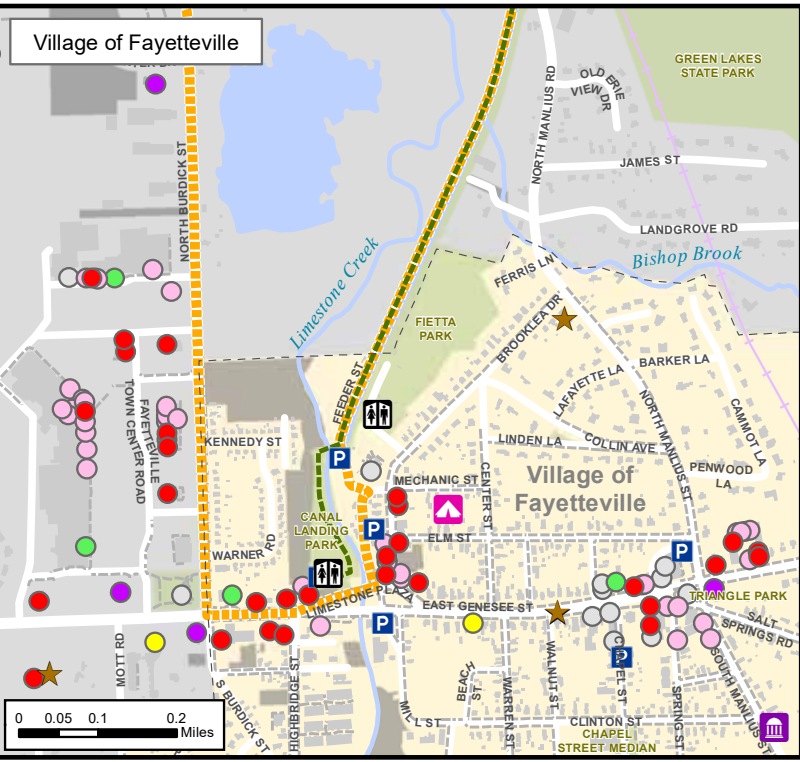 Village of Fayetteville
GREEN LAKES
STATE PARK
OLD ERIE
VIEW DR
NORTH MANLIUS RD
JAMES ST
NORTH BURDICK ST
LANDGROVE RD
Limestone Creek
Bishop Brook
FERRIS LN
FIETTA
PARK
BROOKLEA DR
FEEDER ST
BARKER LA
LAFAYETTE LA
NORTH MANLIUS ST
CAMMOT LA
FAYETTEVILLE
TOWN CENTER ROAD
KENNEDY ST
LINDEN LA
COLLIN AVE
P
PENWOOD
LA
MECHANIC ST
CENTER ST
Village of
Fayetteville
CANAL
LANDING
PARK
P
ELM ST
WARNER RD
P
LIMESTONE PLAZA
EAST GENESEE ST
TRIANGLE PARK
P
SALT
SPRINGS RD
MOTT RD
S BURDICK ST
HIGHBRIDGE ST
BEACH
ST
WARREN ST
WALNUT ST
CHAPEL ST
P
SPRING ST
SOUTH MANLIUS ST
MILL ST
CLINTON ST
CHAPEL
STREET MEDIAN
0 0.05 0.1 0.2
Miles